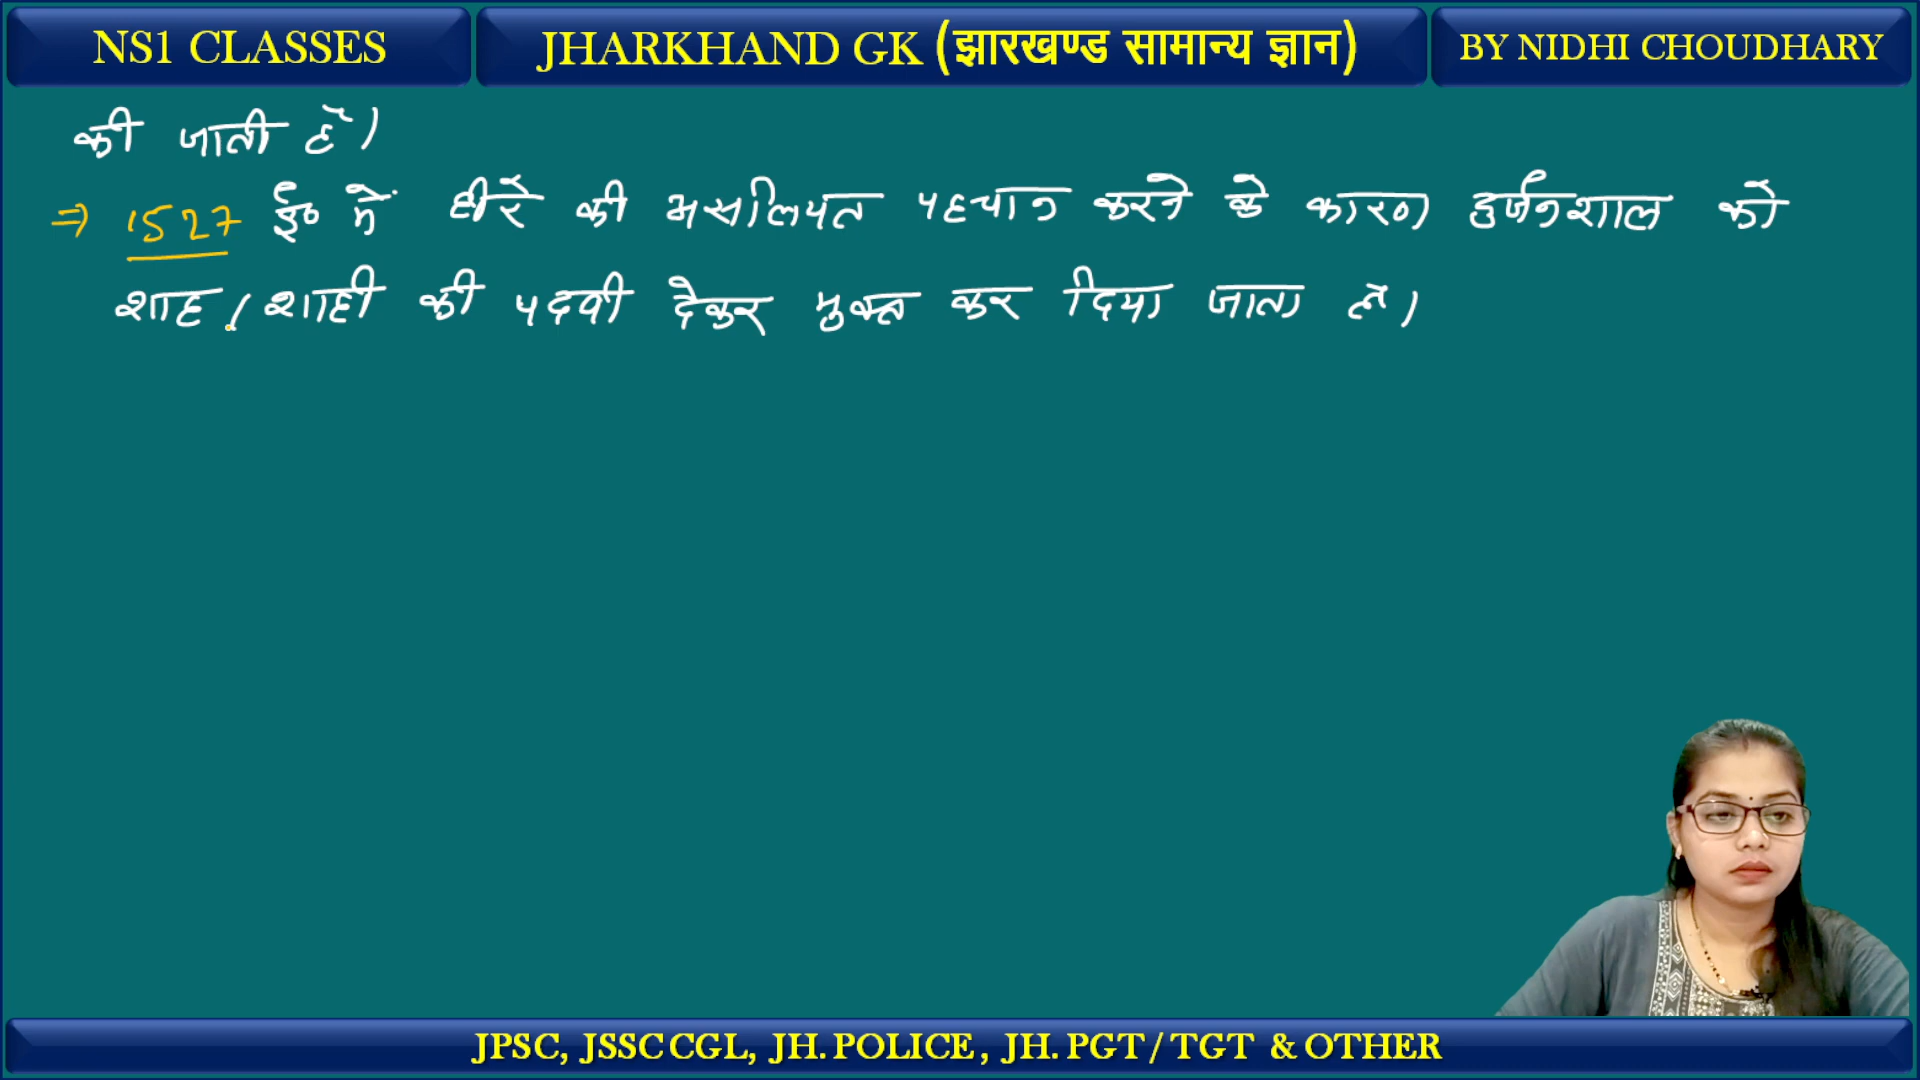 NS1 CLASSES
JHARKHAND GK (झारखण्ड सामान्य ज्ञान)
BY NIDHI CHOUDHARY
की जाती है।
⇒ 1527 ई० में हीरे की असलियत पहचान करने के कारण दुर्जनशाल को
शाह / शाही की पदवी देकर मुक्त कर दिया जाता है।
JPSC, JSSC CGL, JH. POLICE, JH. PGT / TGT & OTHER